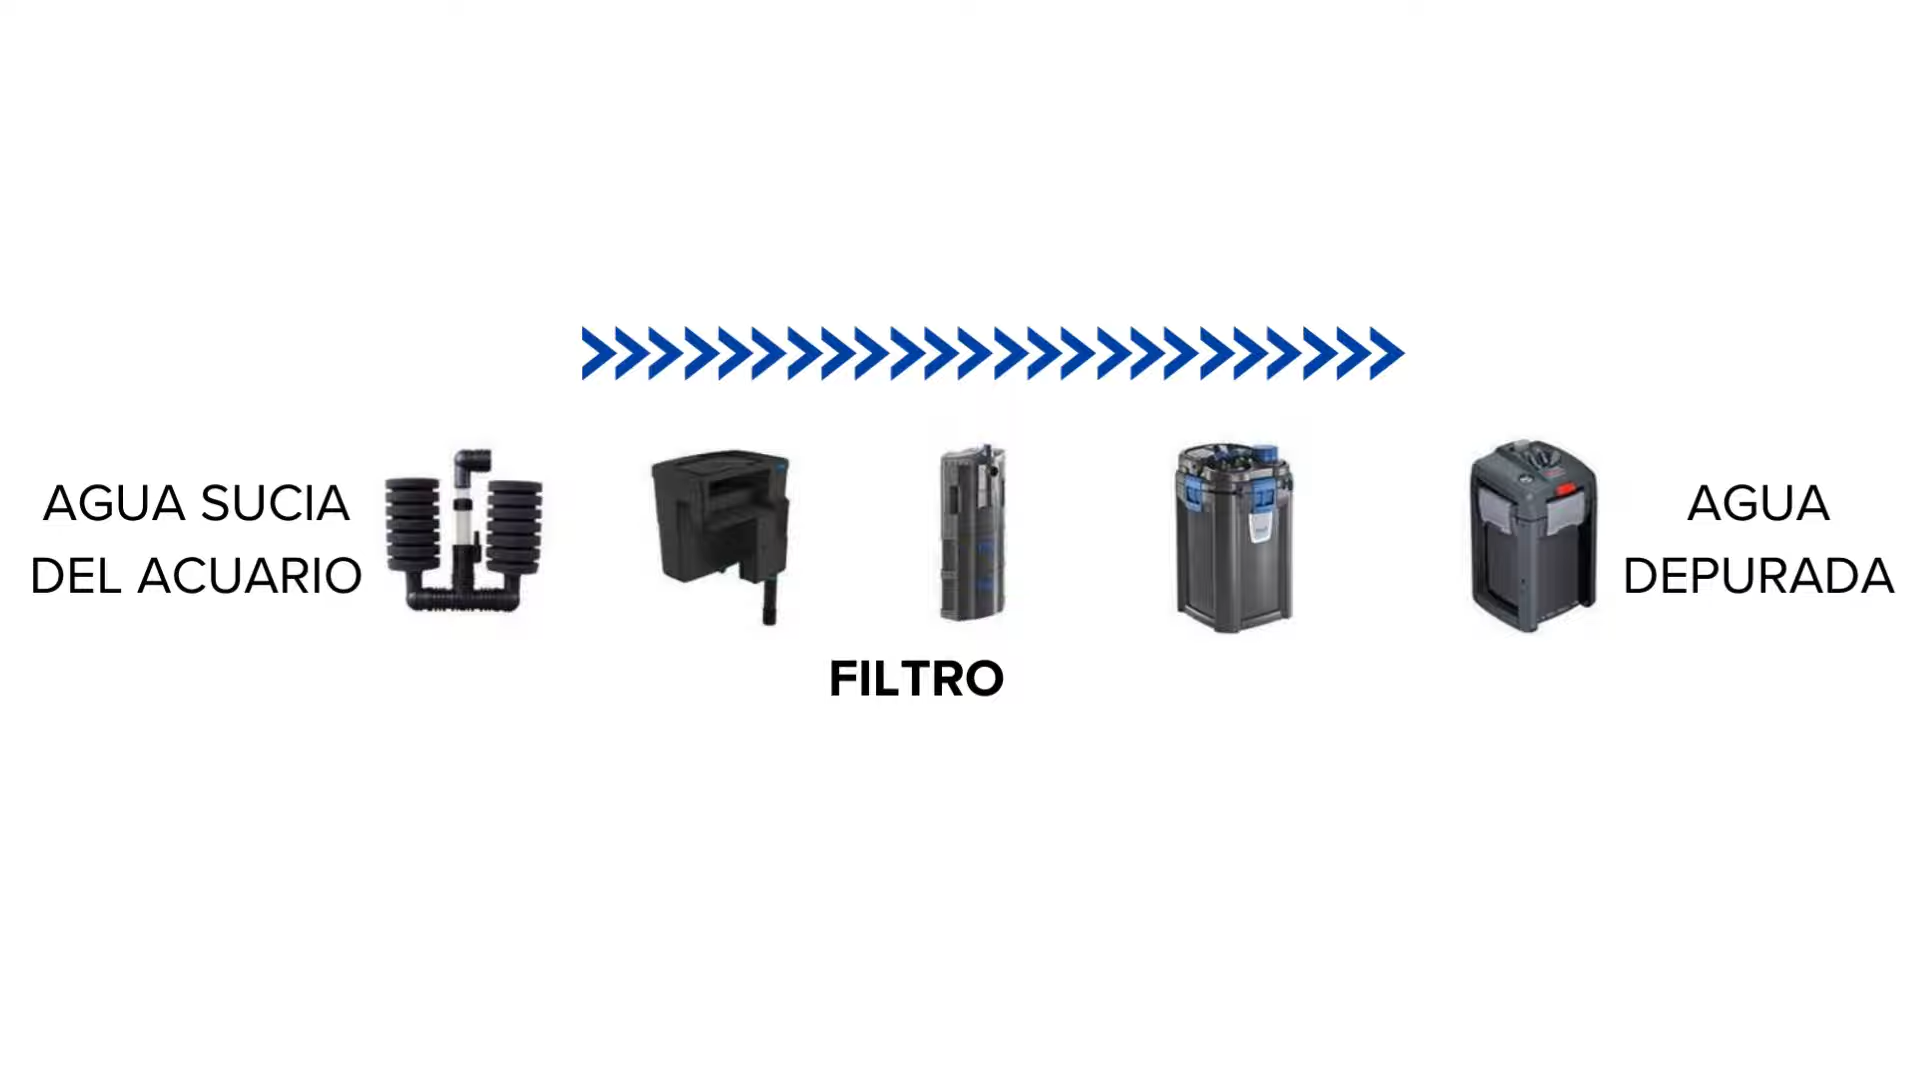 AGUA SUCIA
DEL ACUARIO
AGUA
DEPURADA
FILTRO